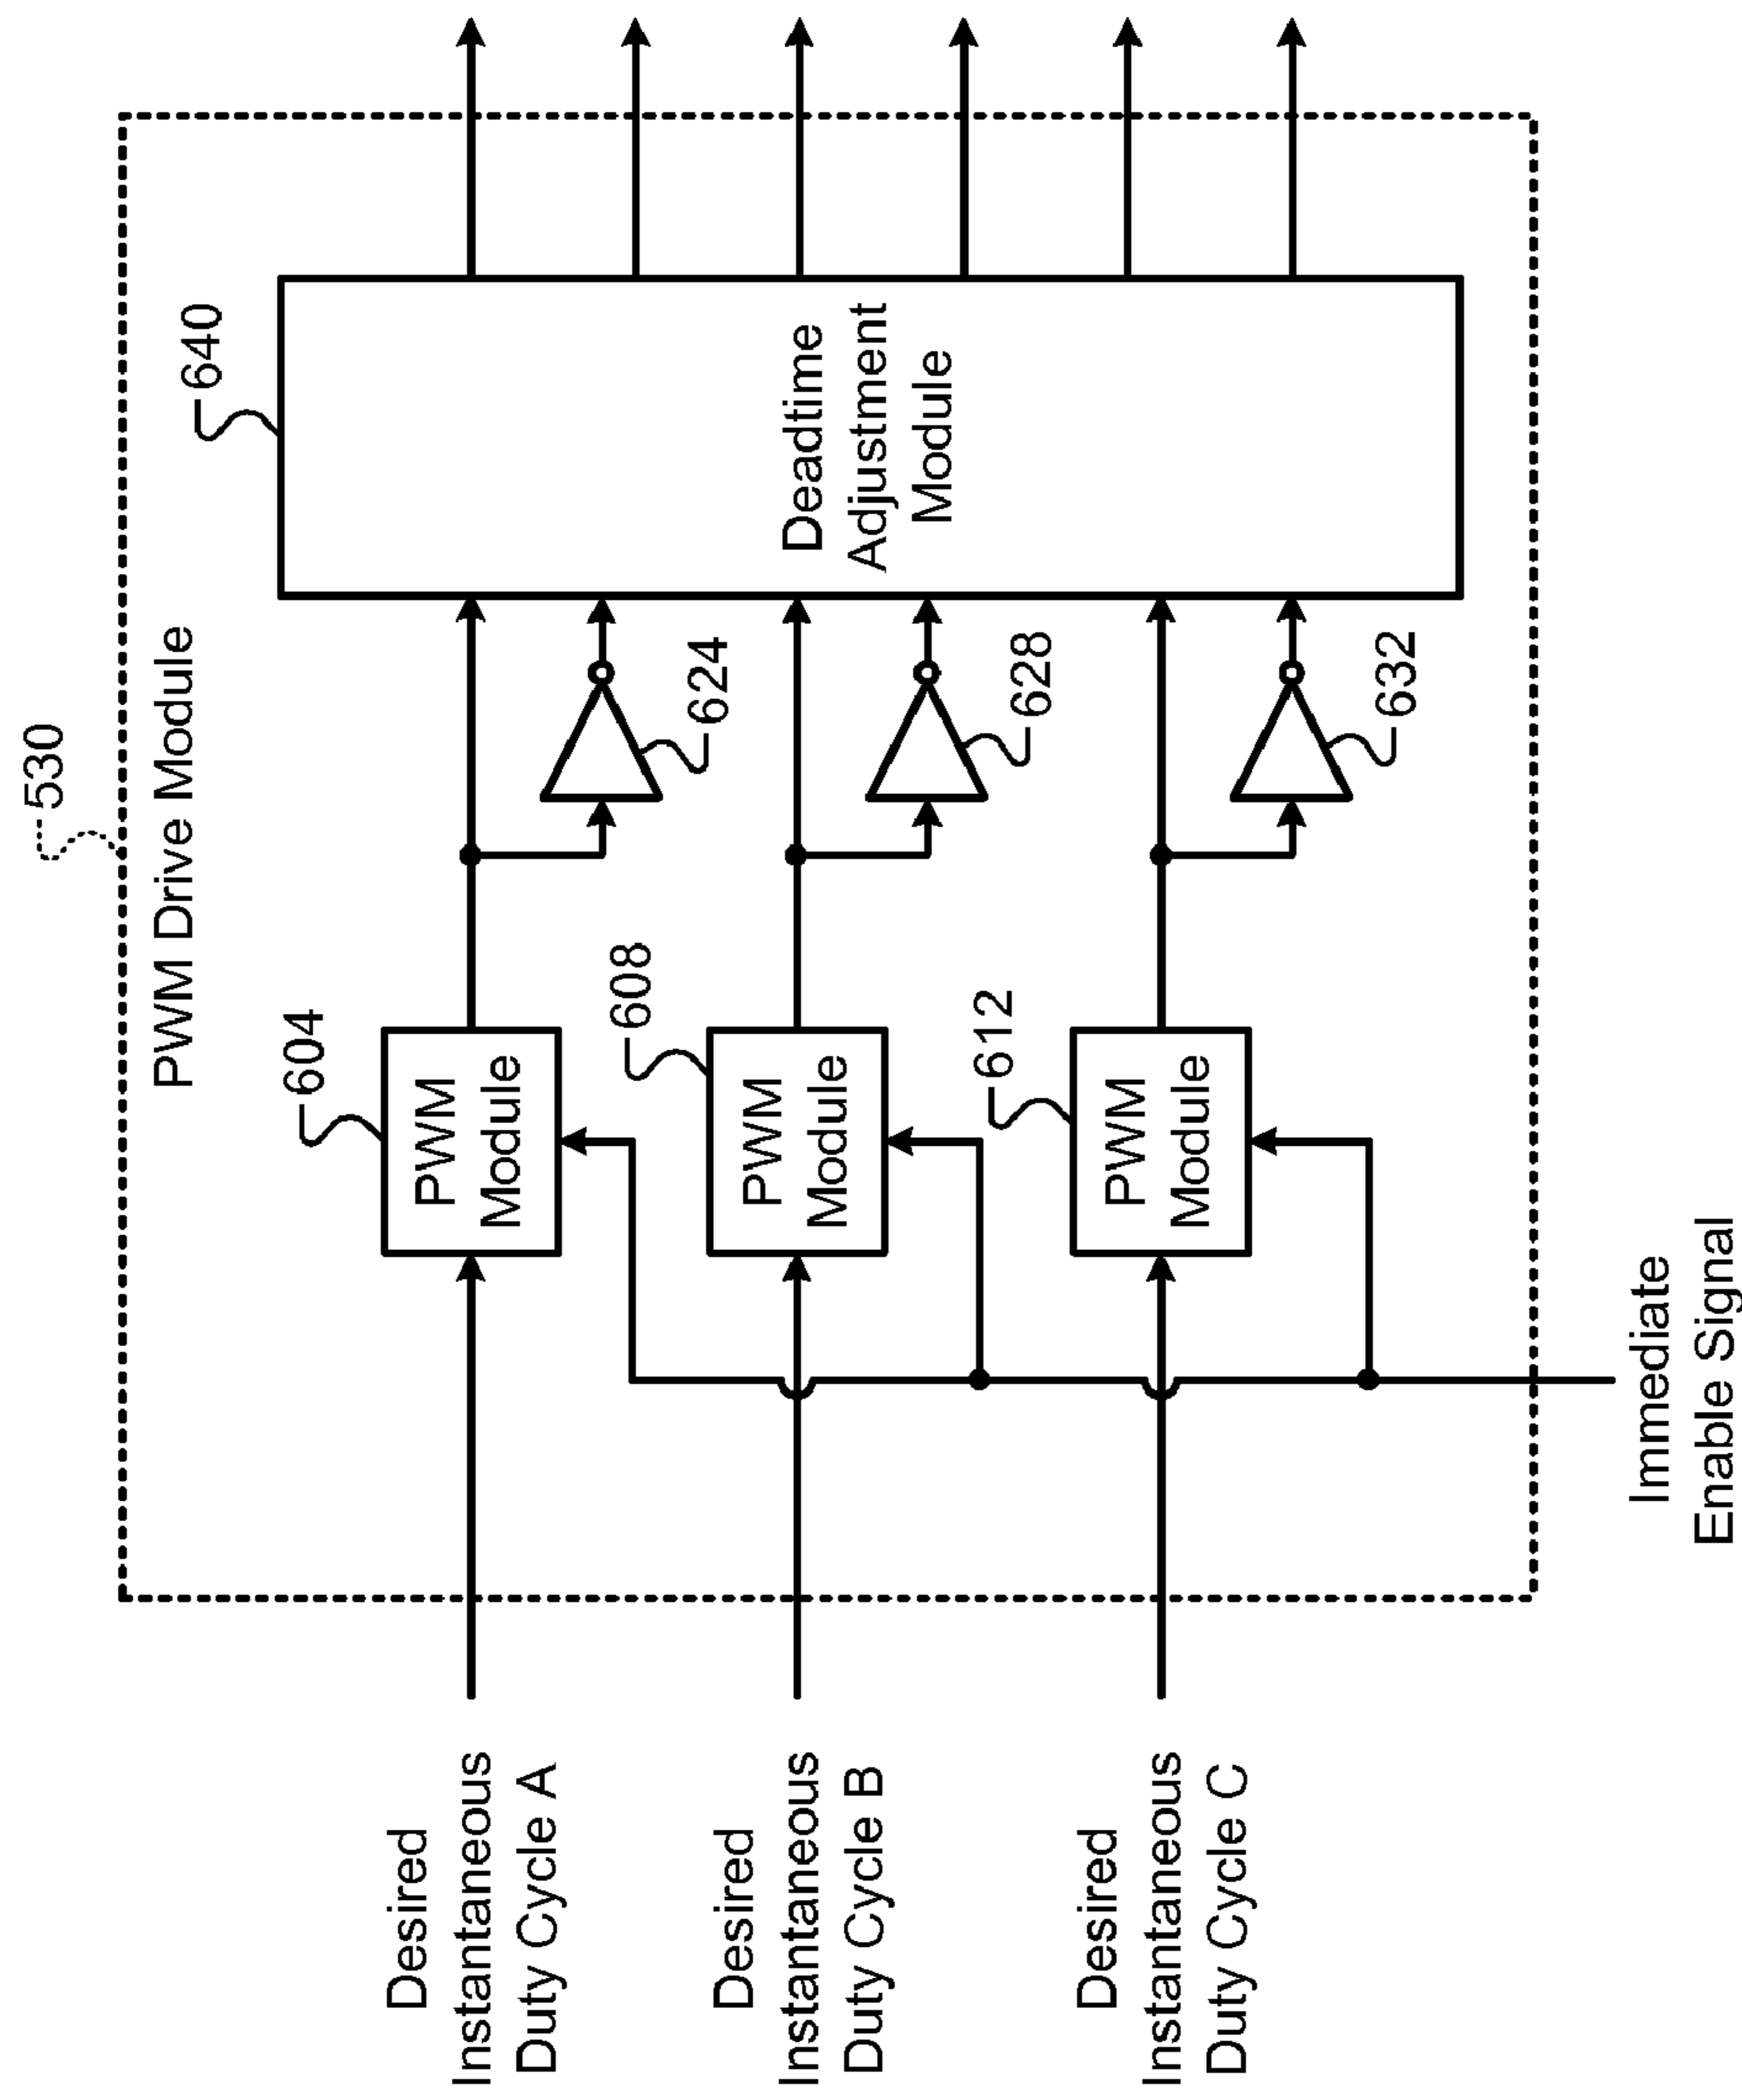 530
PWM Drive Module
640
604
PWM
Module
608
PWM
Module
612
PWM
Module
624
628
632
Deadtime
Adjustment
Module
Desired
Instantaneous
Duty Cycle A
Desired
Instantaneous
Duty Cycle B
Desired
Instantaneous
Duty Cycle C
Immediate
Enable Signal